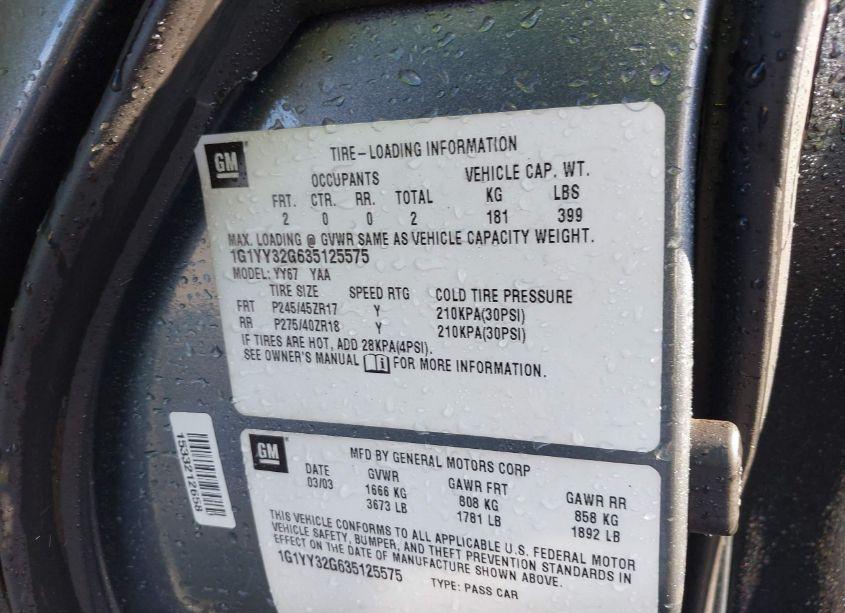 GM
TIRE-LOADING INFORMATION
OCCUPANTS VEHICLE CAP. WT.
FRT. CTR. RR. TOTAL KG LBS
2 0 0 2 181 399
MAX. LOADING @ GVWR SAME AS VEHICLE CAPACITY WEIGHT.
1G1YY32G635125575
MODEL: YY67 YAA
TIRE SIZE SPEED RTG COLD TIRE PRESSURE
FRT P245/45ZR17 Y 210KPA(30PSI)
RR P275/40ZR18 Y 210KPA(30PSI)
IF TIRES ARE HOT, ADD 28KPA(4PSI).
SEE OWNER'S MANUAL FOR MORE INFORMATION.
1533212658
GM
MFD BY GENERAL MOTORS CORP
DATE GVWR GAWR FRT GAWR RR
03/03 1666 KG 808 KG 858 KG
3673 LB 1781 LB 1892 LB
THIS VEHICLE CONFORMS TO ALL APPLICABLE U.S. FEDERAL MOTOR
VEHICLE SAFETY, BUMPER, AND THEFT PREVENTION STANDARDS IN
EFFECT ON THE DATE OF MANUFACTURE SHOWN ABOVE.
1G1YY32G635125575
TYPE: PASS CAR